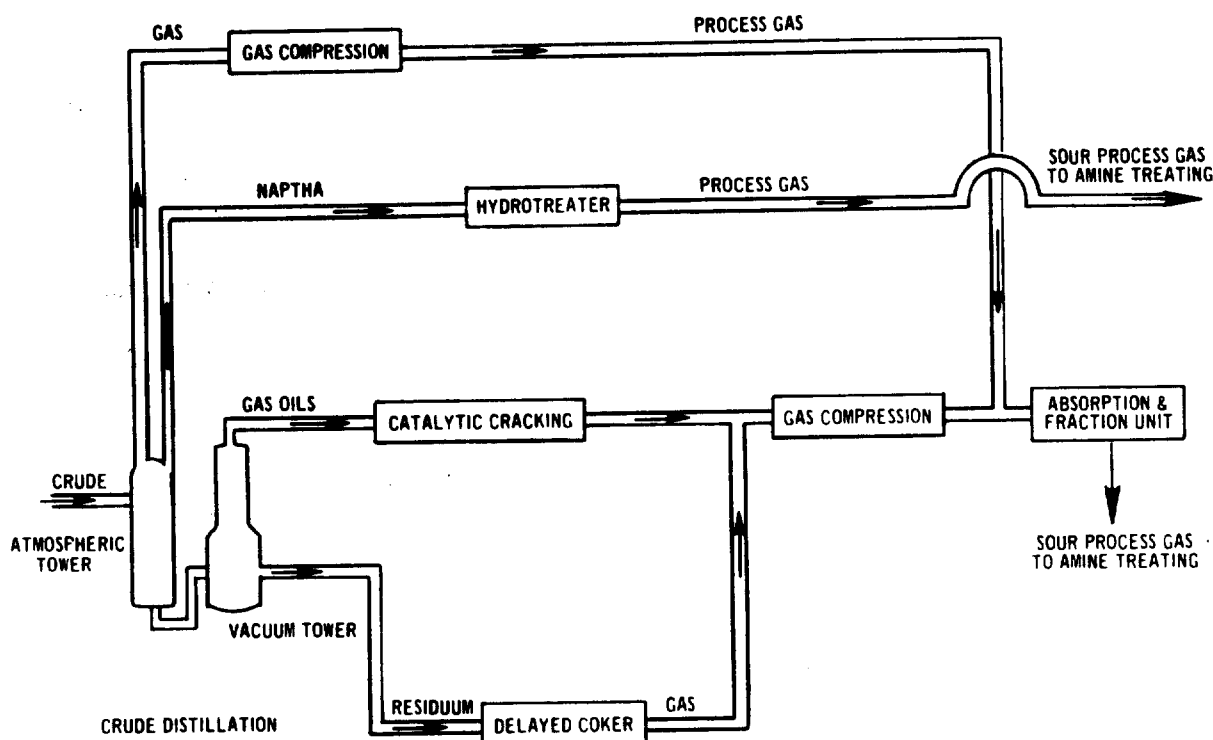 GAS
GAS COMPRESSION
PROCESS GAS
SOUR PROCESS GAS
TO AMINE TREATING
NAPTHA
HYDROTREATER
PROCESS GAS
GAS OILS
CATALYTIC CRACKING
GAS COMPRESSION
ABSORPTION &
FRACTION UNIT
CRUDE
ATMOSPHERIC
TOWER
SOUR PROCESS GAS
TO AMINE TREATING
VACUUM TOWER
RESIDUUM
DELAYED COKER
GAS
CRUDE DISTILLATION